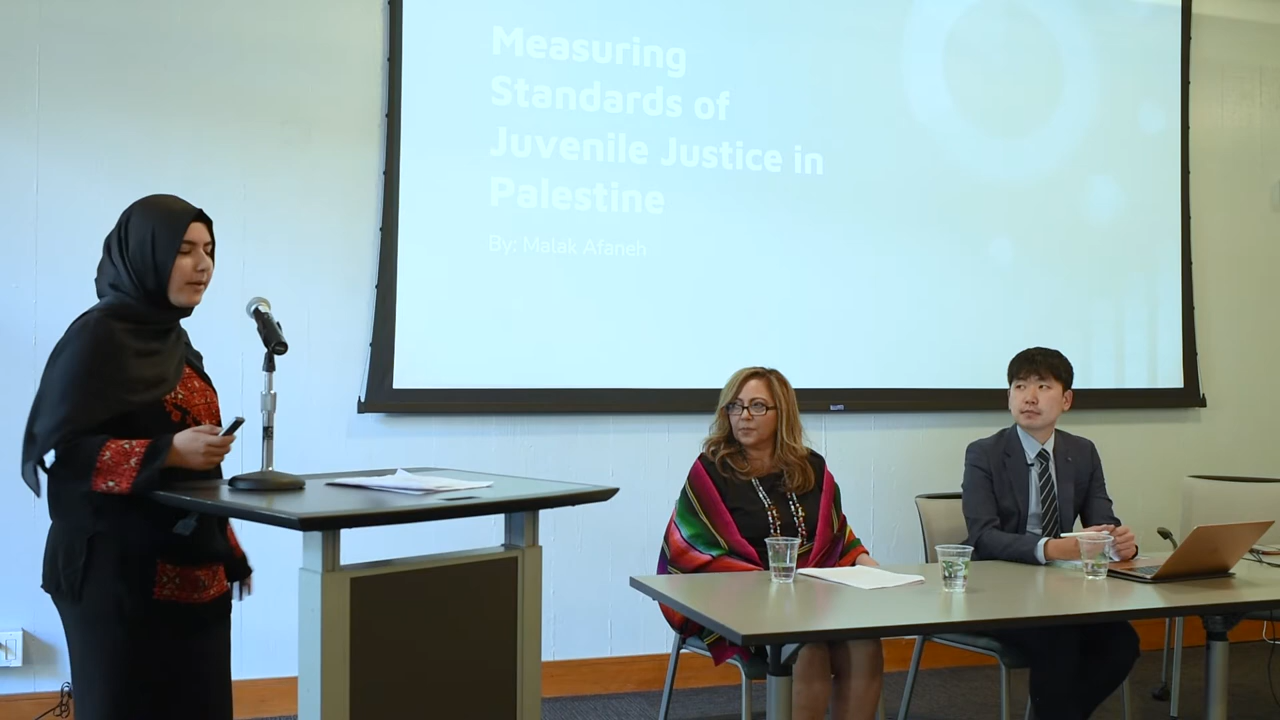 Measuring
Standards of
Juvenile Justice in
Palestine
By: Malak Afaneh